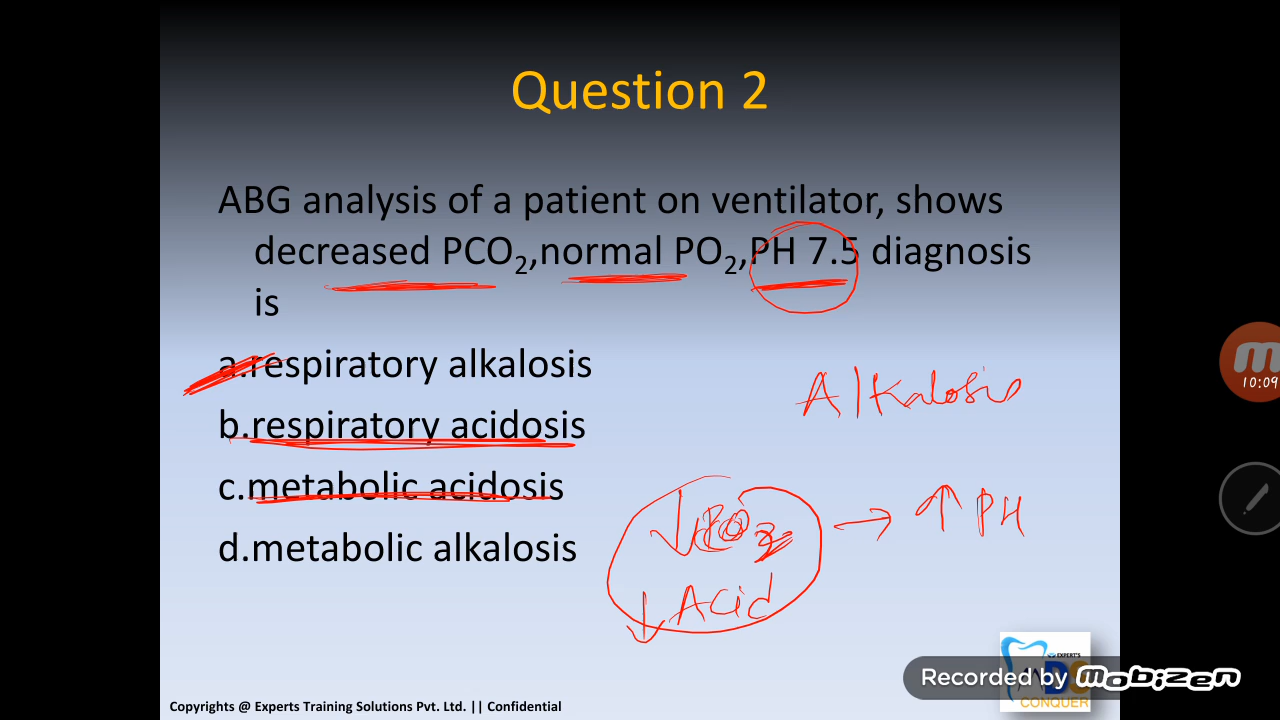 Question 2
ABG analysis of a patient on ventilator, shows
decreased PCO2,normal PO2,PH 7.5 diagnosis
is
a.respiratory alkalosis
Alkalosis
b.respiratory acidosis
c.metabolic acidosis
d.metabolic alkalosis
↓ → ↑ PH
↓ Acid
10:09
EXPERT'S
CONQUER
Recorded by MOBIZEN
Copyrights @ Experts Training Solutions Pvt. Ltd. || Confidential